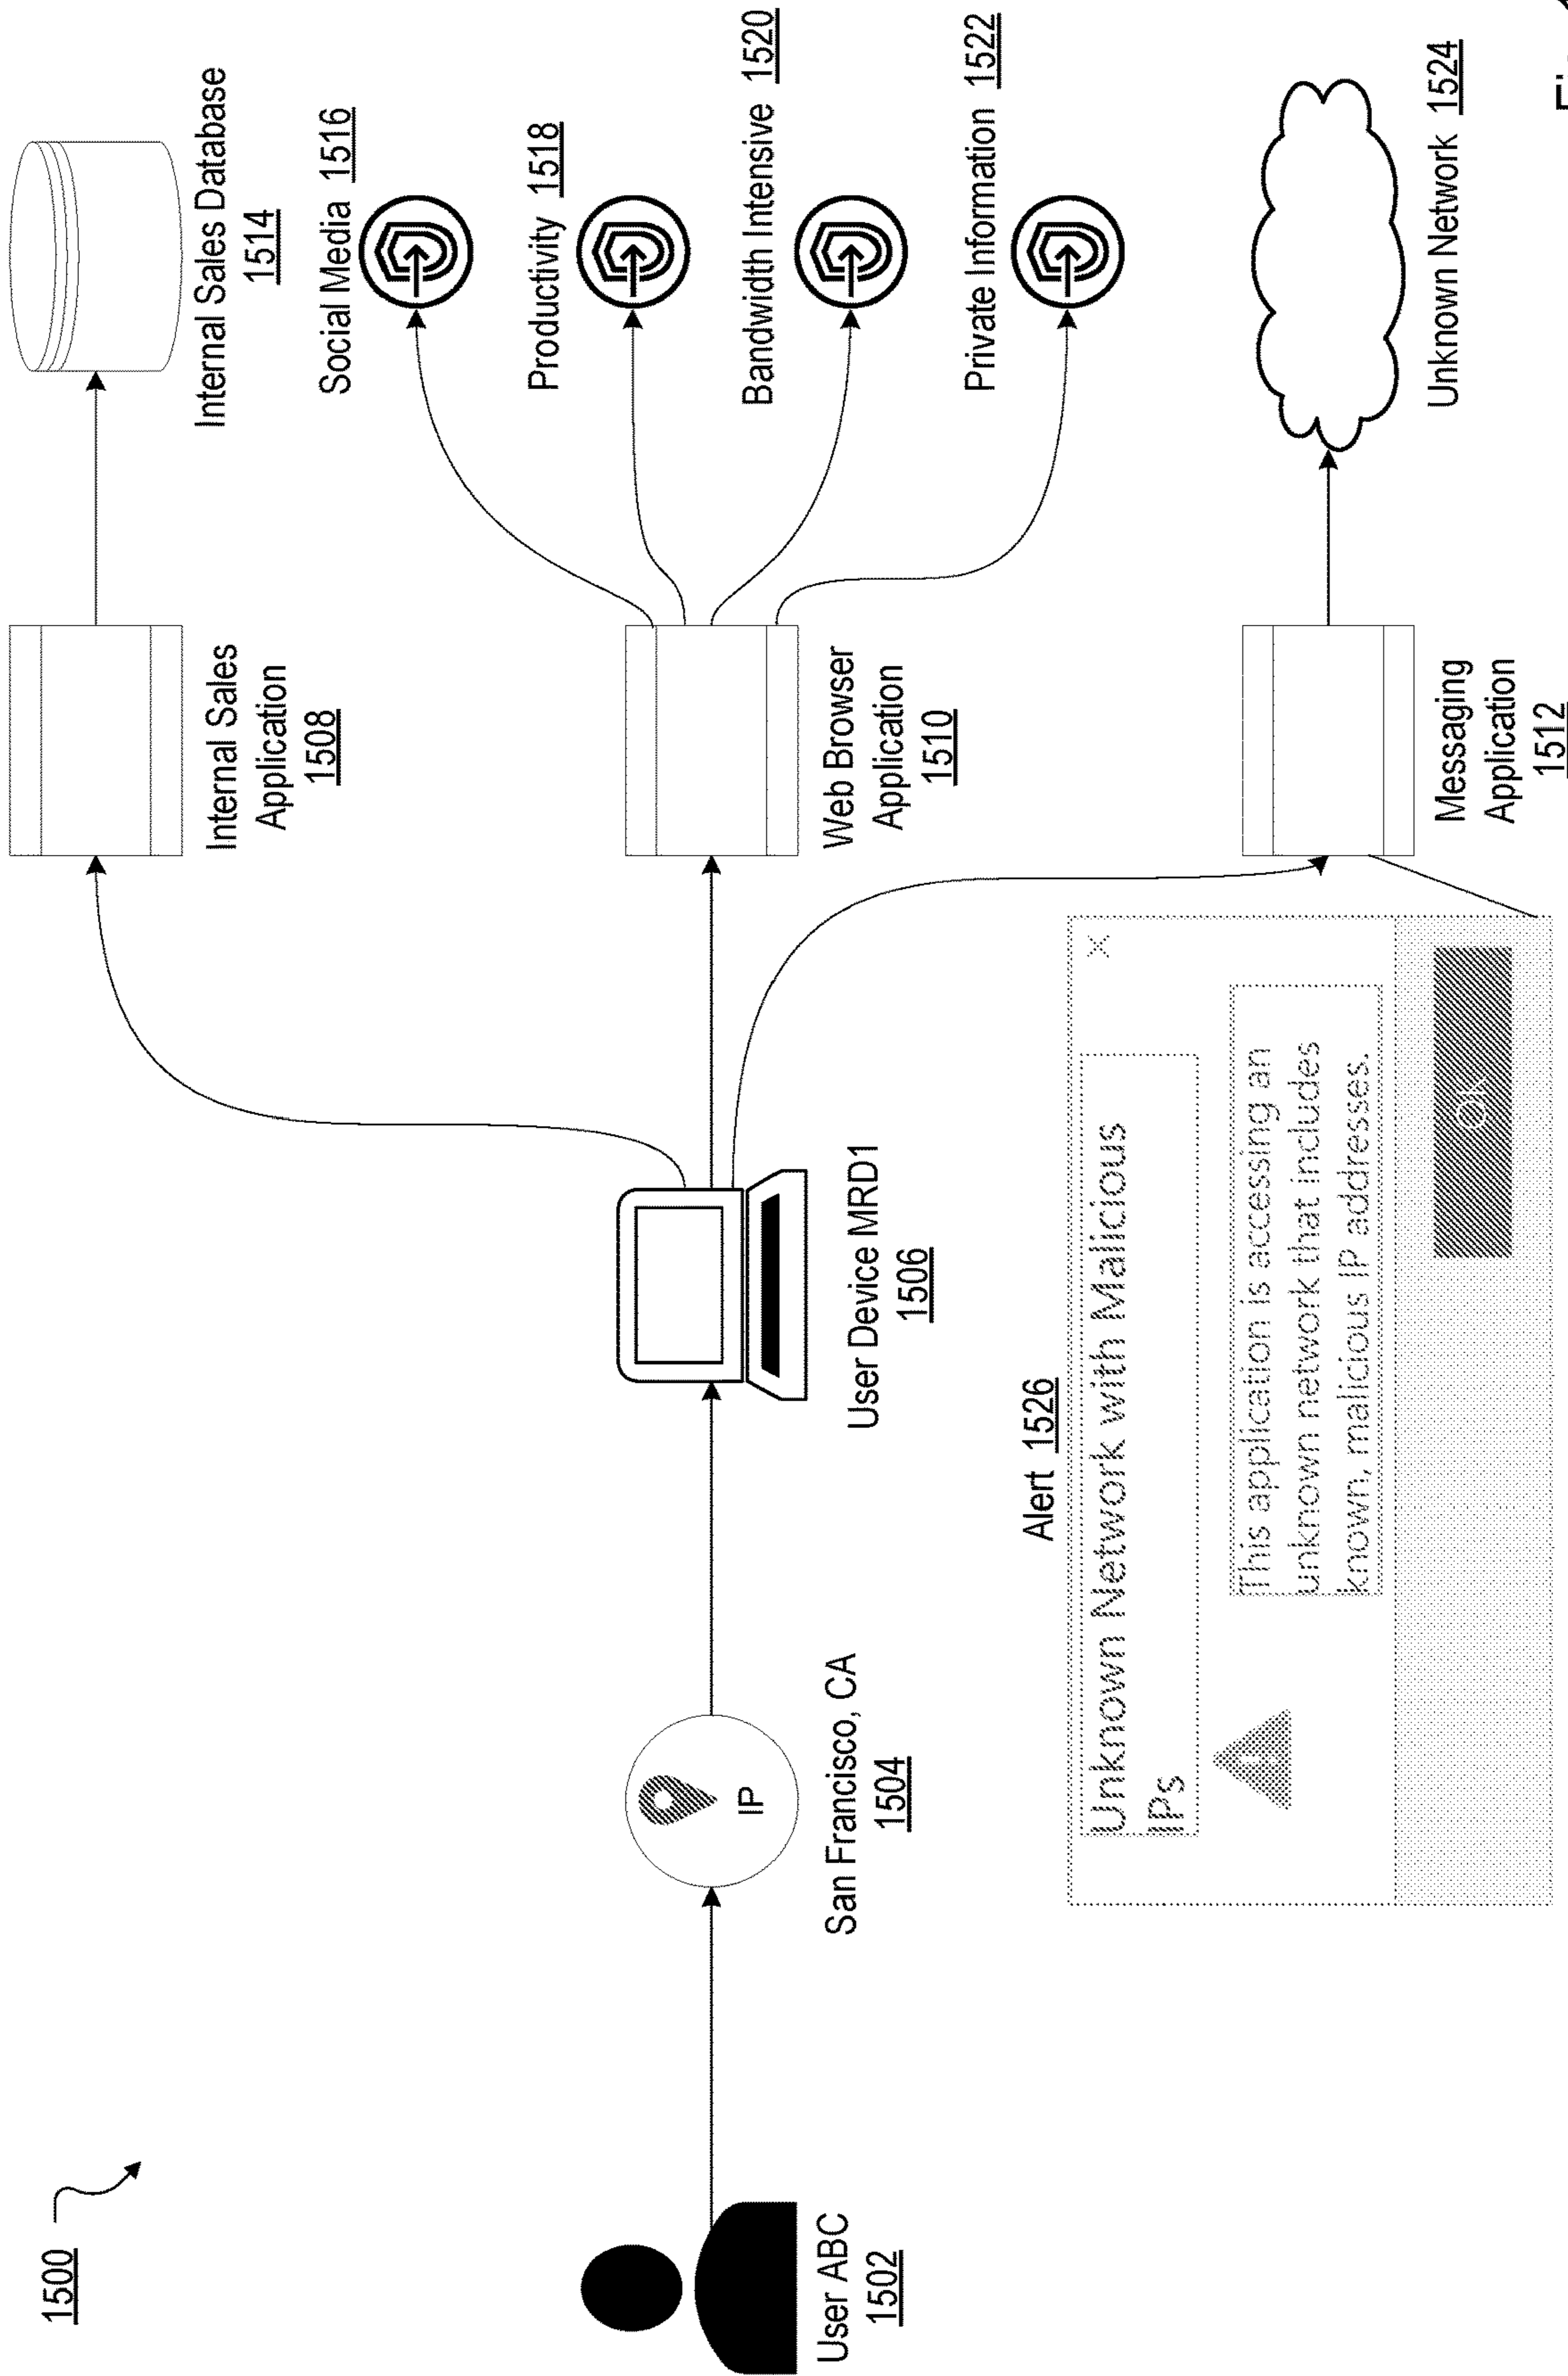 1500
User ABC
1502
IP
San Francisco, CA
1504
User Device MRD1
1506
Internal Sales
Application
1508
Web Browser
Application
1510
Messaging
Application
1512
Internal Sales Database
1514
Social Media 1516
Productivity 1518
Bandwidth Intensive 1520
Private Information 1522
Unknown Network 1524
Alert 1526
Unknown Network with Malicious
IPs
X
This application is accessing an
unknown network that includes
known, malicious IP addresses.
OK